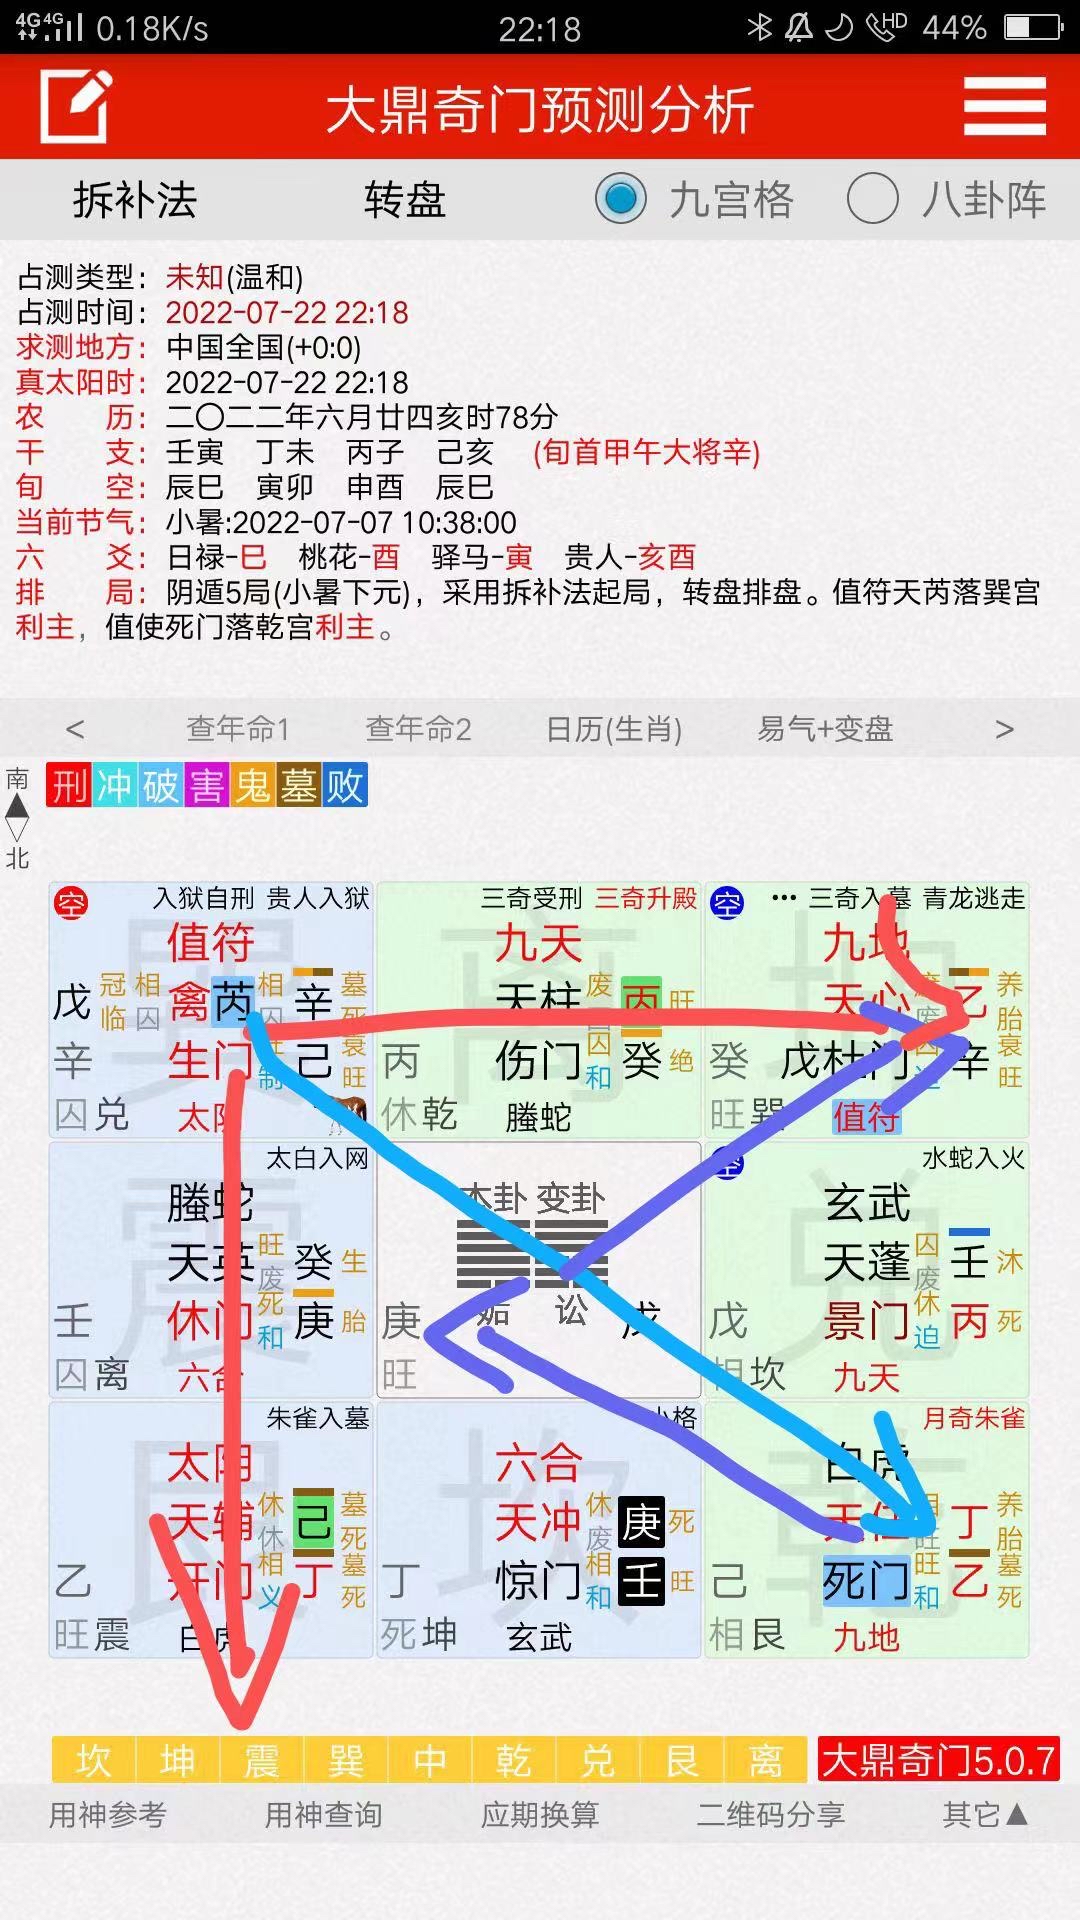 4G 4G 0.18K/s 22:18 HD 44%
大鼎奇门预测分析
拆补法 转盘 九宫格 八卦阵
占测类型：未知(温和)
占测时间：2022-07-22 22:18
求测地方：中国全国(+0:0)
真太阳时：2022-07-22 22:18
农 历：二〇二二年六月廿四亥时78分
干 支：壬寅 丁未 丙子 己亥 (旬首甲午大将辛)
旬 空：辰巳 寅卯 申酉 辰巳
当前节气：小暑:2022-07-07 10:38:00
六 爻：日禄-巳 桃花-酉 驿马-寅 贵人-亥酉
排 局：阴遁5局(小暑下元)，采用拆补法起局，转盘排盘。值符天芮落巽宫
利主，值使死门落乾宫利主。
< 查年命1 查年命2 日历(生肖) 易气+变盘 >
南
北
刑冲破害鬼墓败
空 入狱自刑 贵人入狱
值符
戊 冠临 相囚 禽芮 相 辛 墓死
辛 生门 制 己 衰旺
囚兑 太阴
三奇受刑 三奇升殿
九天
天柱 废 丙 旺
丙 伤门 囚和 癸 绝
休乾 螣蛇
空 ••• 三奇入墓 青龙逃走
九地
天心 废 乙 养胎
癸 戊杜门 囚迫 辛 衰旺
旺巽 值符
太白入网
螣蛇
天英 旺废 癸 生
壬 休门 死和 庚 胎
囚离 六合
本卦 变卦
姤 讼
庚 戊
旺
空 水蛇入火
玄武
天蓬 囚废 壬 沐
戊 景门 休迫 丙 死
相坎 九天
朱雀入墓
太阴
天辅 休休 己 墓死
乙 开门 相义 丁 墓死
旺震 白虎
小格
六合
天冲 休废 庚 死
丁 惊门 相和 壬 旺
死坤 玄武
月奇朱雀
白虎
天任 相旺 丁 养胎
己 死门 旺和 乙 墓死
相艮 九地
坎 坤 震 巽 中 乾 兑 艮 离 大鼎奇门5.0.7
用神参考 用神查询 应期换算 二维码分享 其它▲